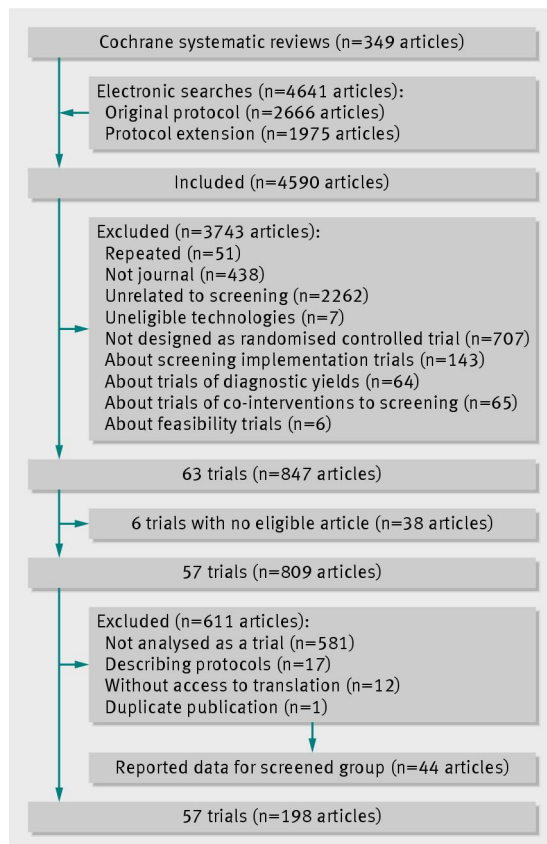 Cochrane systematic reviews (n=349 articles)
Electronic searches (n=4641 articles):
Original protocol (n=2666 articles)
Protocol extension (n=1975 articles)
Included (n=4590 articles)
Excluded (n=3743 articles):
Repeated (n=51)
Not journal (n=438)
Unrelated to screening (n=2262)
Uneligible technologies (n=7)
Not designed as randomised controlled trial (n=707)
About screening implementation trials (n=143)
About trials of diagnostic yields (n=64)
About trials of co-interventions to screening (n=65)
About feasibility trials (n=6)
63 trials (n=847 articles)
6 trials with no eligible article (n=38 articles)
57 trials (n=809 articles)
Excluded (n=611 articles):
Not analysed as a trial (n=581)
Describing protocols (n=17)
Without access to translation (n=12)
Duplicate publication (n=1)
Reported data for screened group (n=44 articles)
57 trials (n=198 articles)